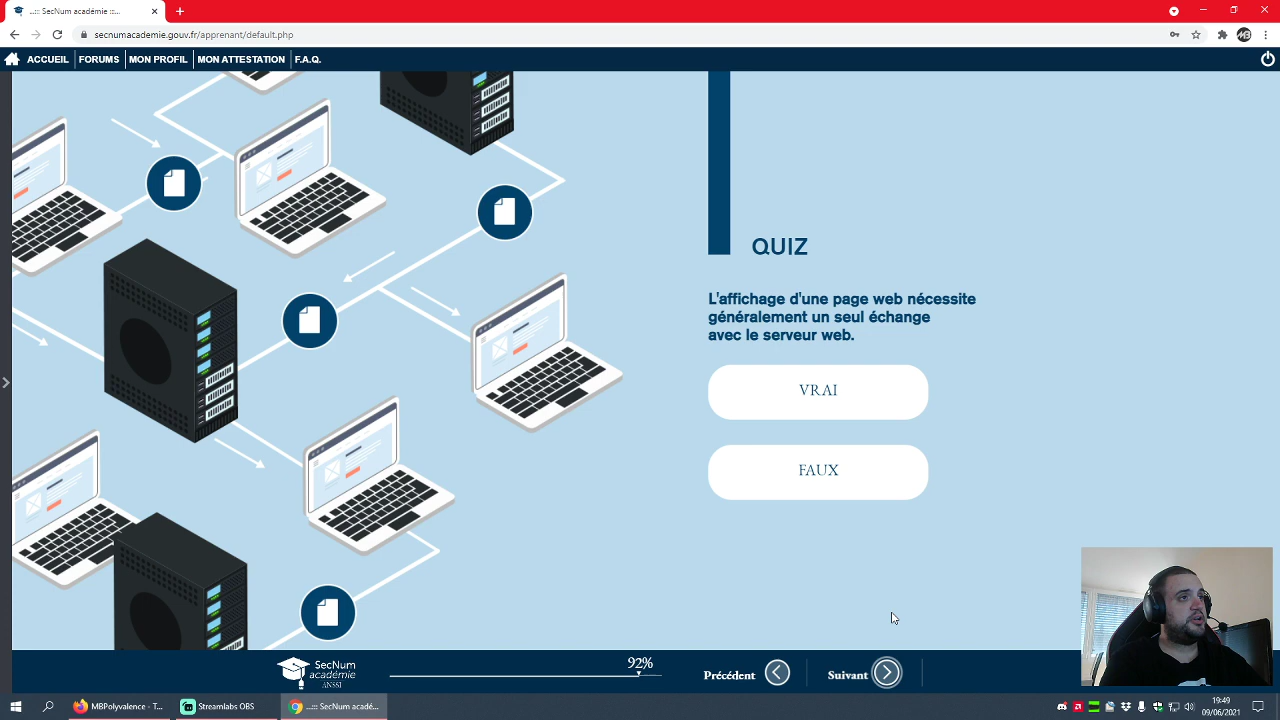 ..:: SecNum académie ::...
secnumacademie.gouv.fr/apprenant/default.php
ACCUEIL
FORUMS
MON PROFIL
MON ATTESTATION
F.A.Q.
QUIZ
L'affichage d'une page web nécessite
généralement un seul échange
avec le serveur web.
VRAI
FAUX
SecNum
académie
ANSSI
92%
Précédent
Suivant
MBPolyvalence - T...
Streamlabs OBS
..:: SecNum acadé...
19:49
09/06/2021